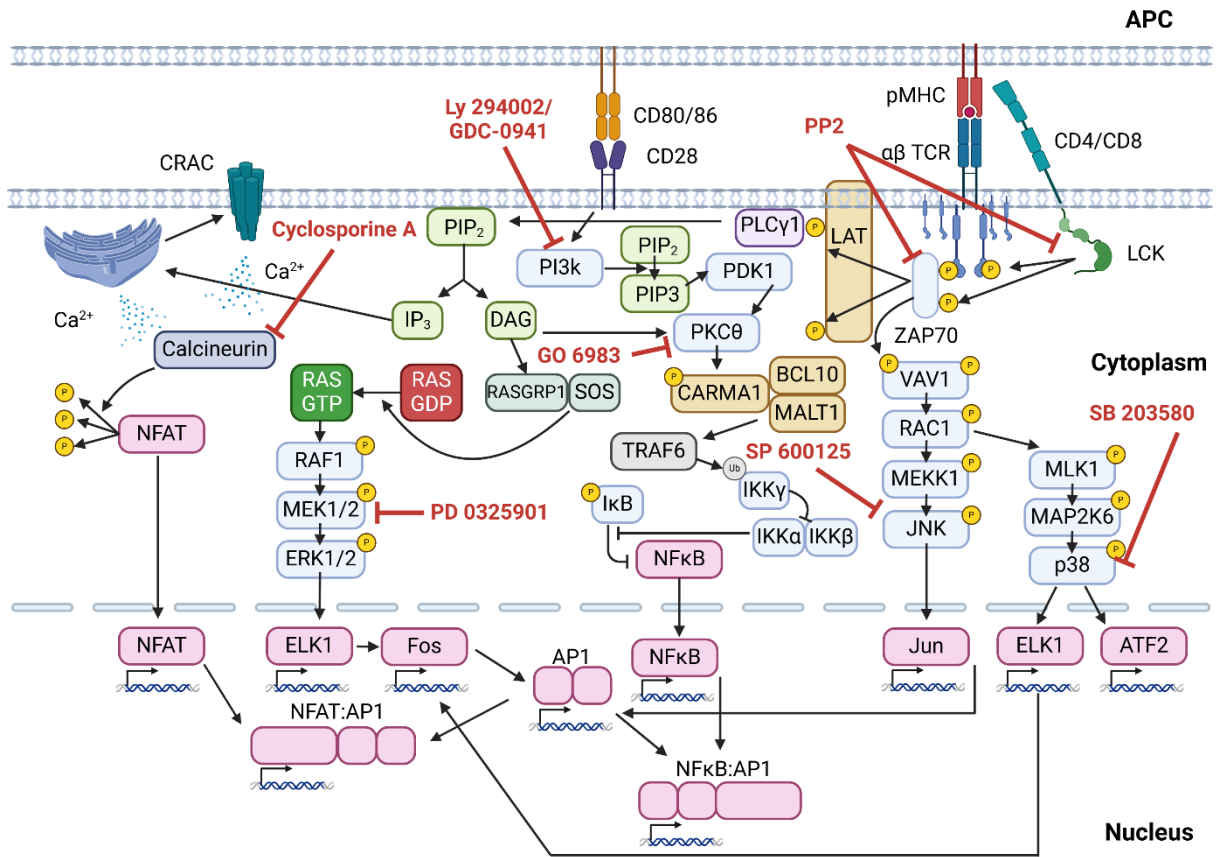 APC
Ly 294002/
GDC-0941
CD80/86
CD28
PP2
pMHC
αβ TCR
CD4/CD8
CRAC
Cyclosporine A
Ca²⁺
Ca²⁺
PIP₂
PLCγ1
P
LAT
LCK
PI3k
PIP₂
PIP3
PDK1
P
P
P
P
ZAP70
IP₃
DAG
PKCθ
Calcineurin
GO 6983
Cytoplasm
RAS
GTP
RAS
GDP
RASGRP1
SOS
P
CARMA1
BCL10
MALT1
P
P
VAV1
SB 203580
P
P
P
NFAT
RAF1
P
TRAF6
SP 600125
RAC1
P
MLK1
P
Ub
IKKγ
MEKK1
P
MEK1/2
P
PD 0325901
P
IκB
MAP2K6
P
IKKα
IKKβ
JNK
P
ERK1/2
P
NFκB
p38
P
NFAT
ELK1
Fos
AP1
NFκB
Jun
ELK1
ATF2
NFAT:AP1
NFκB:AP1
Nucleus